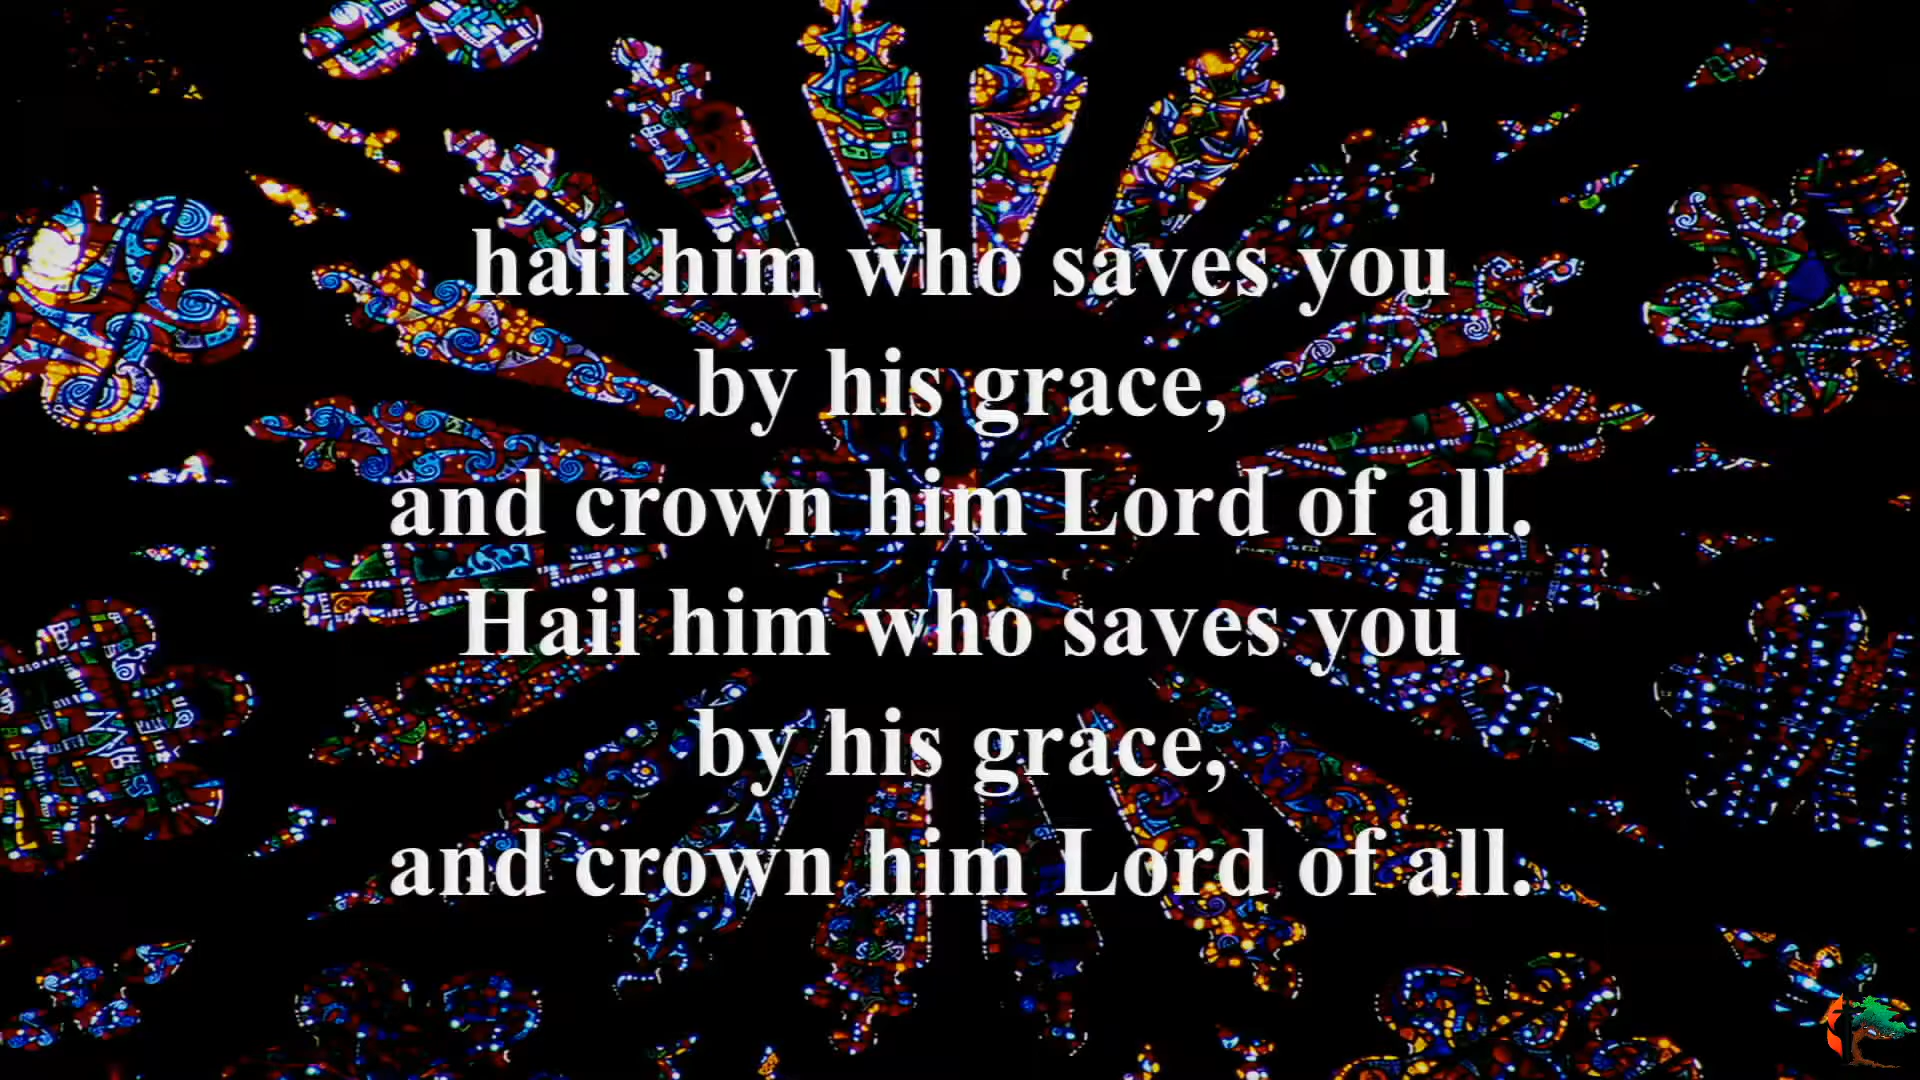 hail him who saves you
by his grace,
and crown him Lord of all.
Hail him who saves you
by his grace,
and crown him Lord of all.